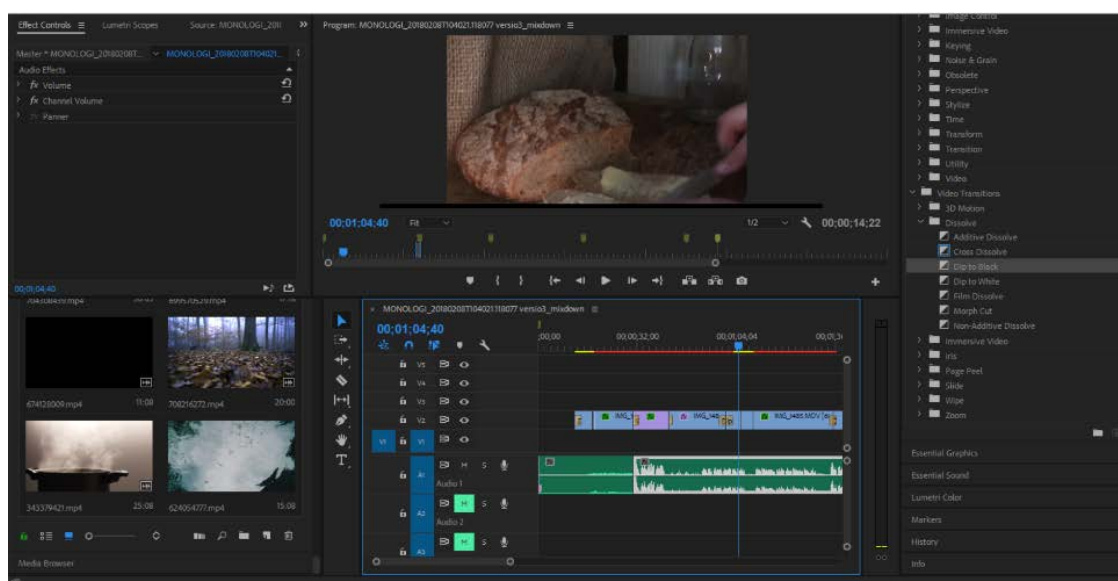 Effect Controls
Lumetri Scopes
Source: MONOLOGI_201
Master * MONOLOGI_20180208T...
MONOLOGI_20180208T104021...
Audio Effects
fx Volume
fx Channel Volume
Panner
00;01;04;40
Program: MONOLOGI_20180208T104021.118077 versio3_mixdown
00;01;04;40
Fit
1/2
00;00;14;22
Image Control
Immersive Video
Keying
Noise & Grain
Obsolete
Perspective
Stylize
Time
Transform
Transition
Utility
Video
Video Transitions
3D Motion
Dissolve
Additive Dissolve
Cross Dissolve
Dip to Black
Dip to White
Film Dissolve
Morph Cut
Non-Additive Dissolve
Immersive Video
Iris
Page Peel
Slide
Wipe
Zoom
Essential Graphics
Essential Sound
Lumetri Color
Markers
History
Info
674128009.mp4 11:08
708216272.mp4 20:00
343379421.mp4 25:08
624054777.mp4 15:08
Media Browser
MONOLOGI_20180208T104021.118077 versio3_mixdown
00;01;04;40
;00;00
00;00;32;00
00;01;04;04
V5
V4
V3
V2
V1 V1
A1 M S
Audio 1
A2 M S
Audio 2
A3 M S
IMG_1485.MOV